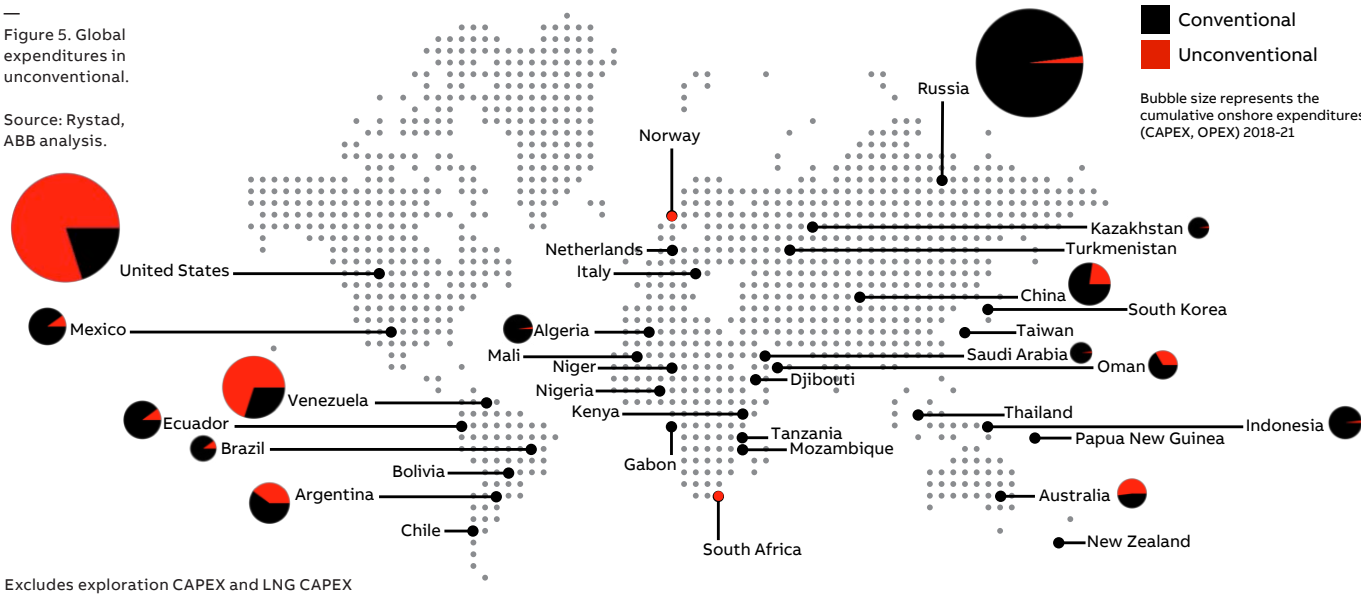 —
Figure 5. Global
expenditures in
unconventional.
Source: Rystad,
ABB analysis.
Conventional
Unconventional
Bubble size represents the
cumulative onshore expenditures
(CAPEX, OPEX) 2018-21
Russia
Norway
Kazakhstan
Netherlands
Turkmenistan
United States
Italy
China
South Korea
Mexico
Algeria
Taiwan
Mali
Saudi Arabia
Niger
Oman
Djibouti
Nigeria
Venezuela
Kenya
Thailand
Ecuador
Indonesia
Tanzania
Papua New Guinea
Brazil
Mozambique
Gabon
Bolivia
Argentina
Australia
Chile
New Zealand
South Africa
Excludes exploration CAPEX and LNG CAPEX